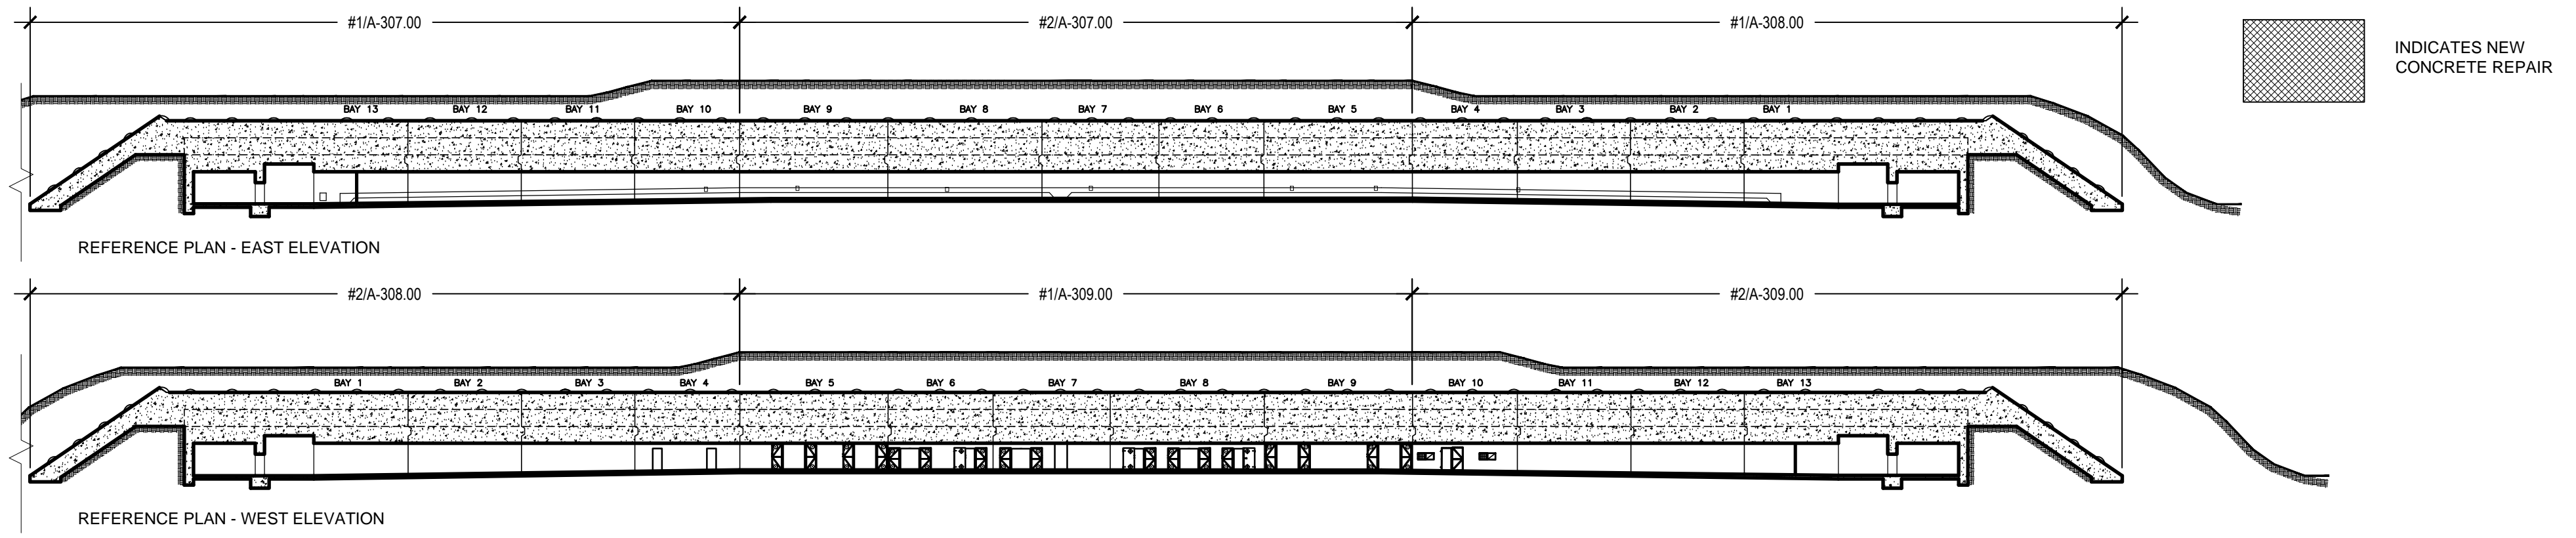 #1/A-307.00 #2/A-307.00 #1/A-308.00
INDICATES NEW
CONCRETE REPAIR
BAY 13 BAY 12 BAY 11 BAY 10 BAY 9 BAY 8 BAY 7 BAY 6 BAY 5 BAY 4 BAY 3 BAY 2 BAY 1
REFERENCE PLAN - EAST ELEVATION
#2/A-308.00 #1/A-309.00 #2/A-309.00
BAY 1 BAY 2 BAY 3 BAY 4 BAY 5 BAY 6 BAY 7 BAY 8 BAY 9 BAY 10 BAY 11 BAY 12 BAY 13
REFERENCE PLAN - WEST ELEVATION